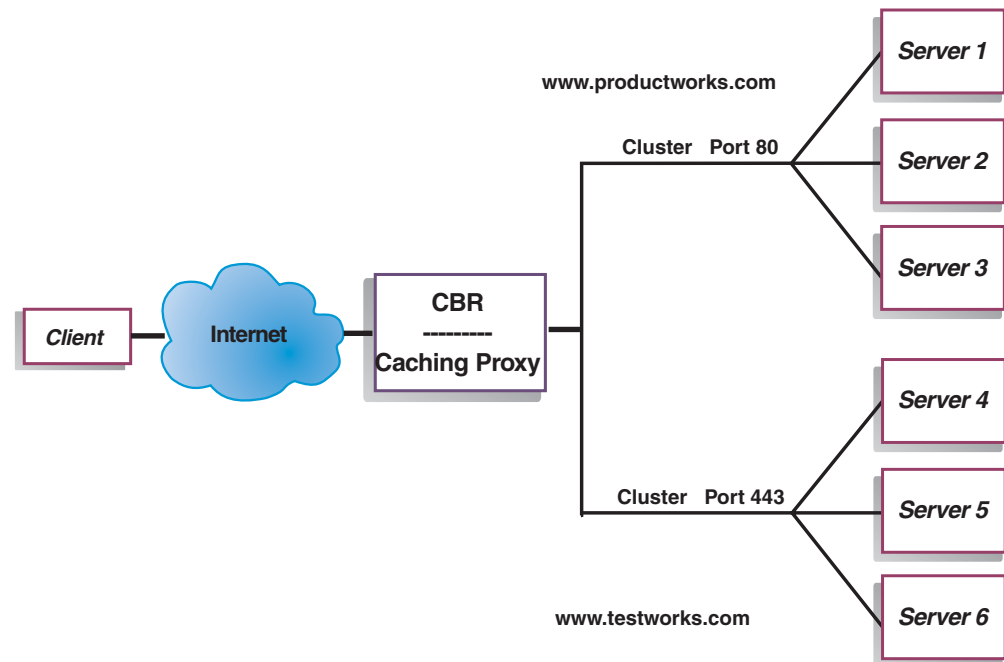 www.productworks.com
Cluster Port 80
Server 1
Server 2
Server 3
Client
Internet
CBR
---------
Caching Proxy
Cluster Port 443
www.testworks.com
Server 4
Server 5
Server 6